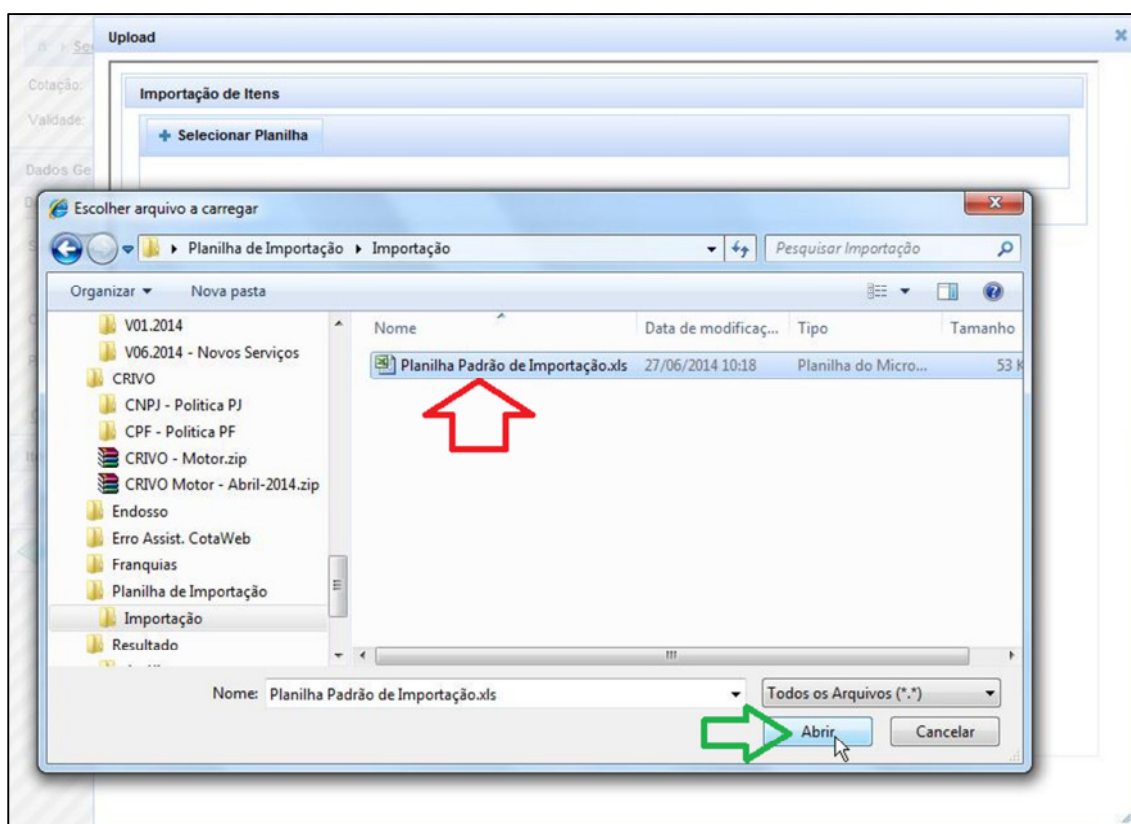 Upload
Cotação:
Importação de Itens
Validade:
Selecionar Planilha
Dados Ge
Escolher arquivo a carregar
Planilha de Importação Importação
Pesquisar Importação
Organizar Nova pasta
V01.2014
Nome Data de modificaç... Tipo Tamanho
V06.2014 - Novos Serviços
Planilha Padrão de Importação.xls 27/06/2014 10:18 Planilha do Micro... 53 K
CRIVO
CNPJ - Politica PJ
CPF - Politica PF
CRIVO - Motor.zip
CRIVO Motor - Abril-2014.zip
Endosso
Erro Assist. CotaWeb
Franquias
Planilha de Importação
Importação
Resultado
Nome: Planilha Padrão de Importação.xls Todos os Arquivos (*.*)
Abrir Cancelar